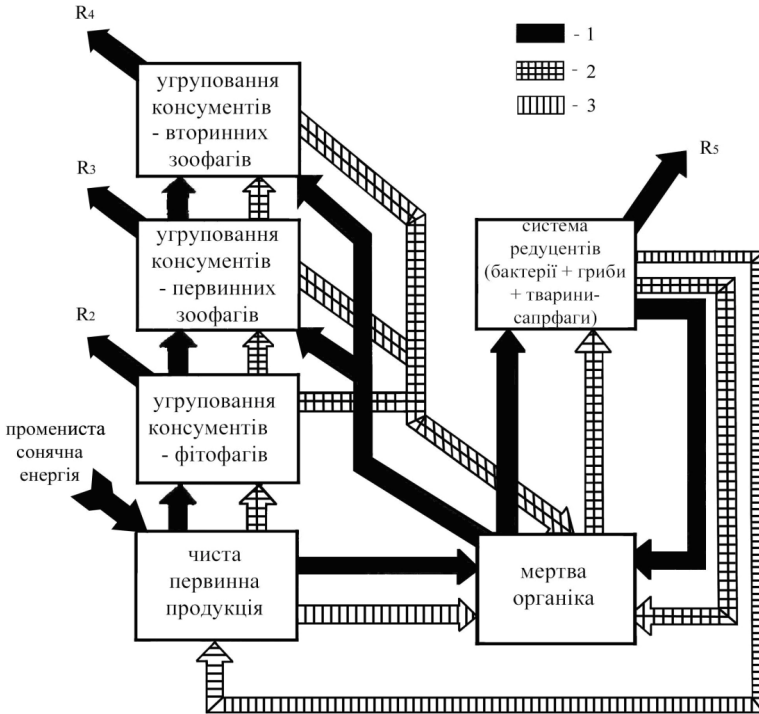 R4
- 1
- 2
- 3
угруповання
консументів
- вторинних
зоофагів
R3
R5
угруповання
консументів
- первинних
зоофагів
система
редуцентів
(бактерії + гриби
+ тварини-
сапрфаги)
R2
угруповання
консументів
- фітофагів
промениста
сонячна
енергія
чиста
первинна
продукція
мертва
органіка